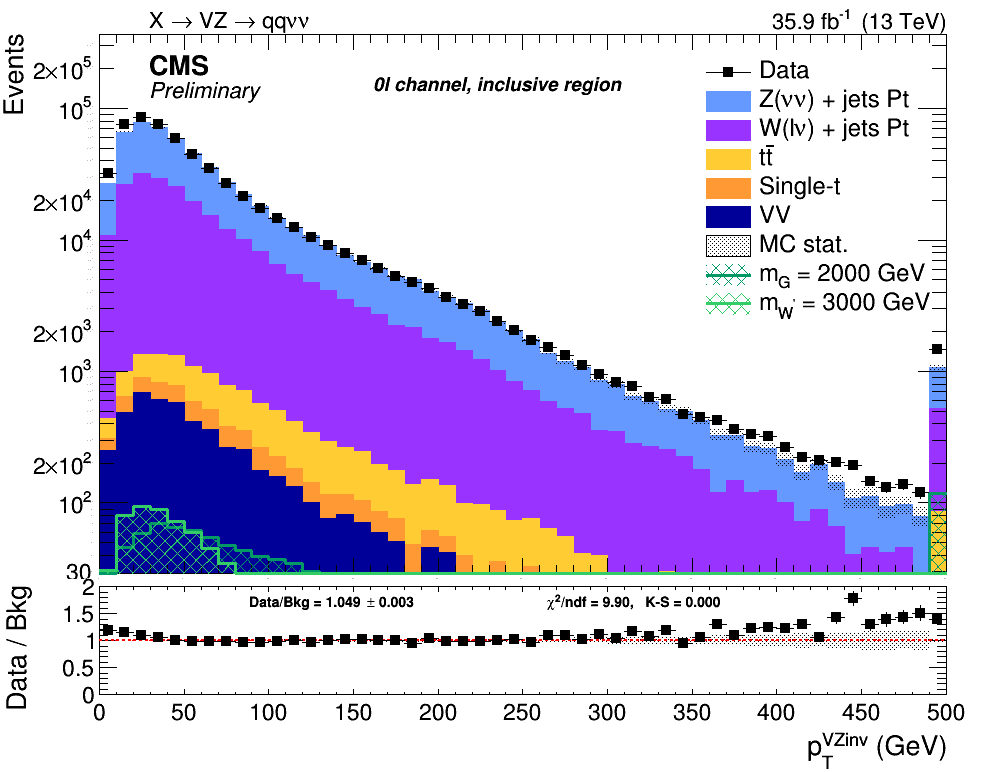 X → VZ → qqνν
35.9 fb⁻¹ (13 TeV)
Events
CMS
Preliminary
0l channel, inclusive region
Data
Z(νν) + jets Pt
W(lν) + jets Pt
tt̄
Single-t
VV
MC stat.
m_G = 2000 GeV
m_W' = 3000 GeV
2×10⁵
10⁵
2×10⁴
10⁴
2×10³
10³
2×10²
10²
30
Data / Bkg
Data/Bkg = 1.049 ± 0.003
χ²/ndf = 9.90, K-S = 0.000
2
1.5
1
0.5
0
0 50 100 150 200 250 300 350 400 450 500
p_T^VZinv (GeV)